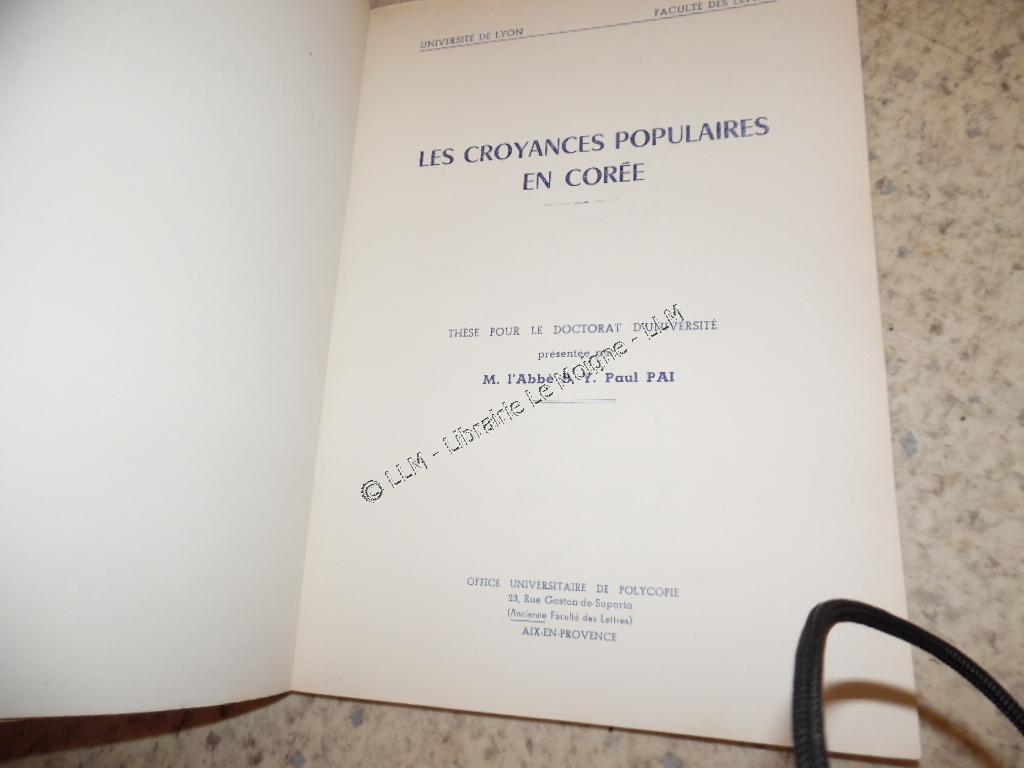 UNIVERSITÉ DE LYON
FACULTÉ DES
LES CROYANCES POPULAIRES
EN CORÉE
THÈSE POUR LE DOCTORAT D'UNIVERSITÉ
présentée
M. l'Abbé Y. Paul PAI
© LLM - Librairie Le Moigne - LLM
OFFICE UNIVERSITAIRE DE POLYCOPIE
23, Rue Gaston-de-Saporta
(Ancienne Faculté des Lettres)
AIX-EN-PROVENCE